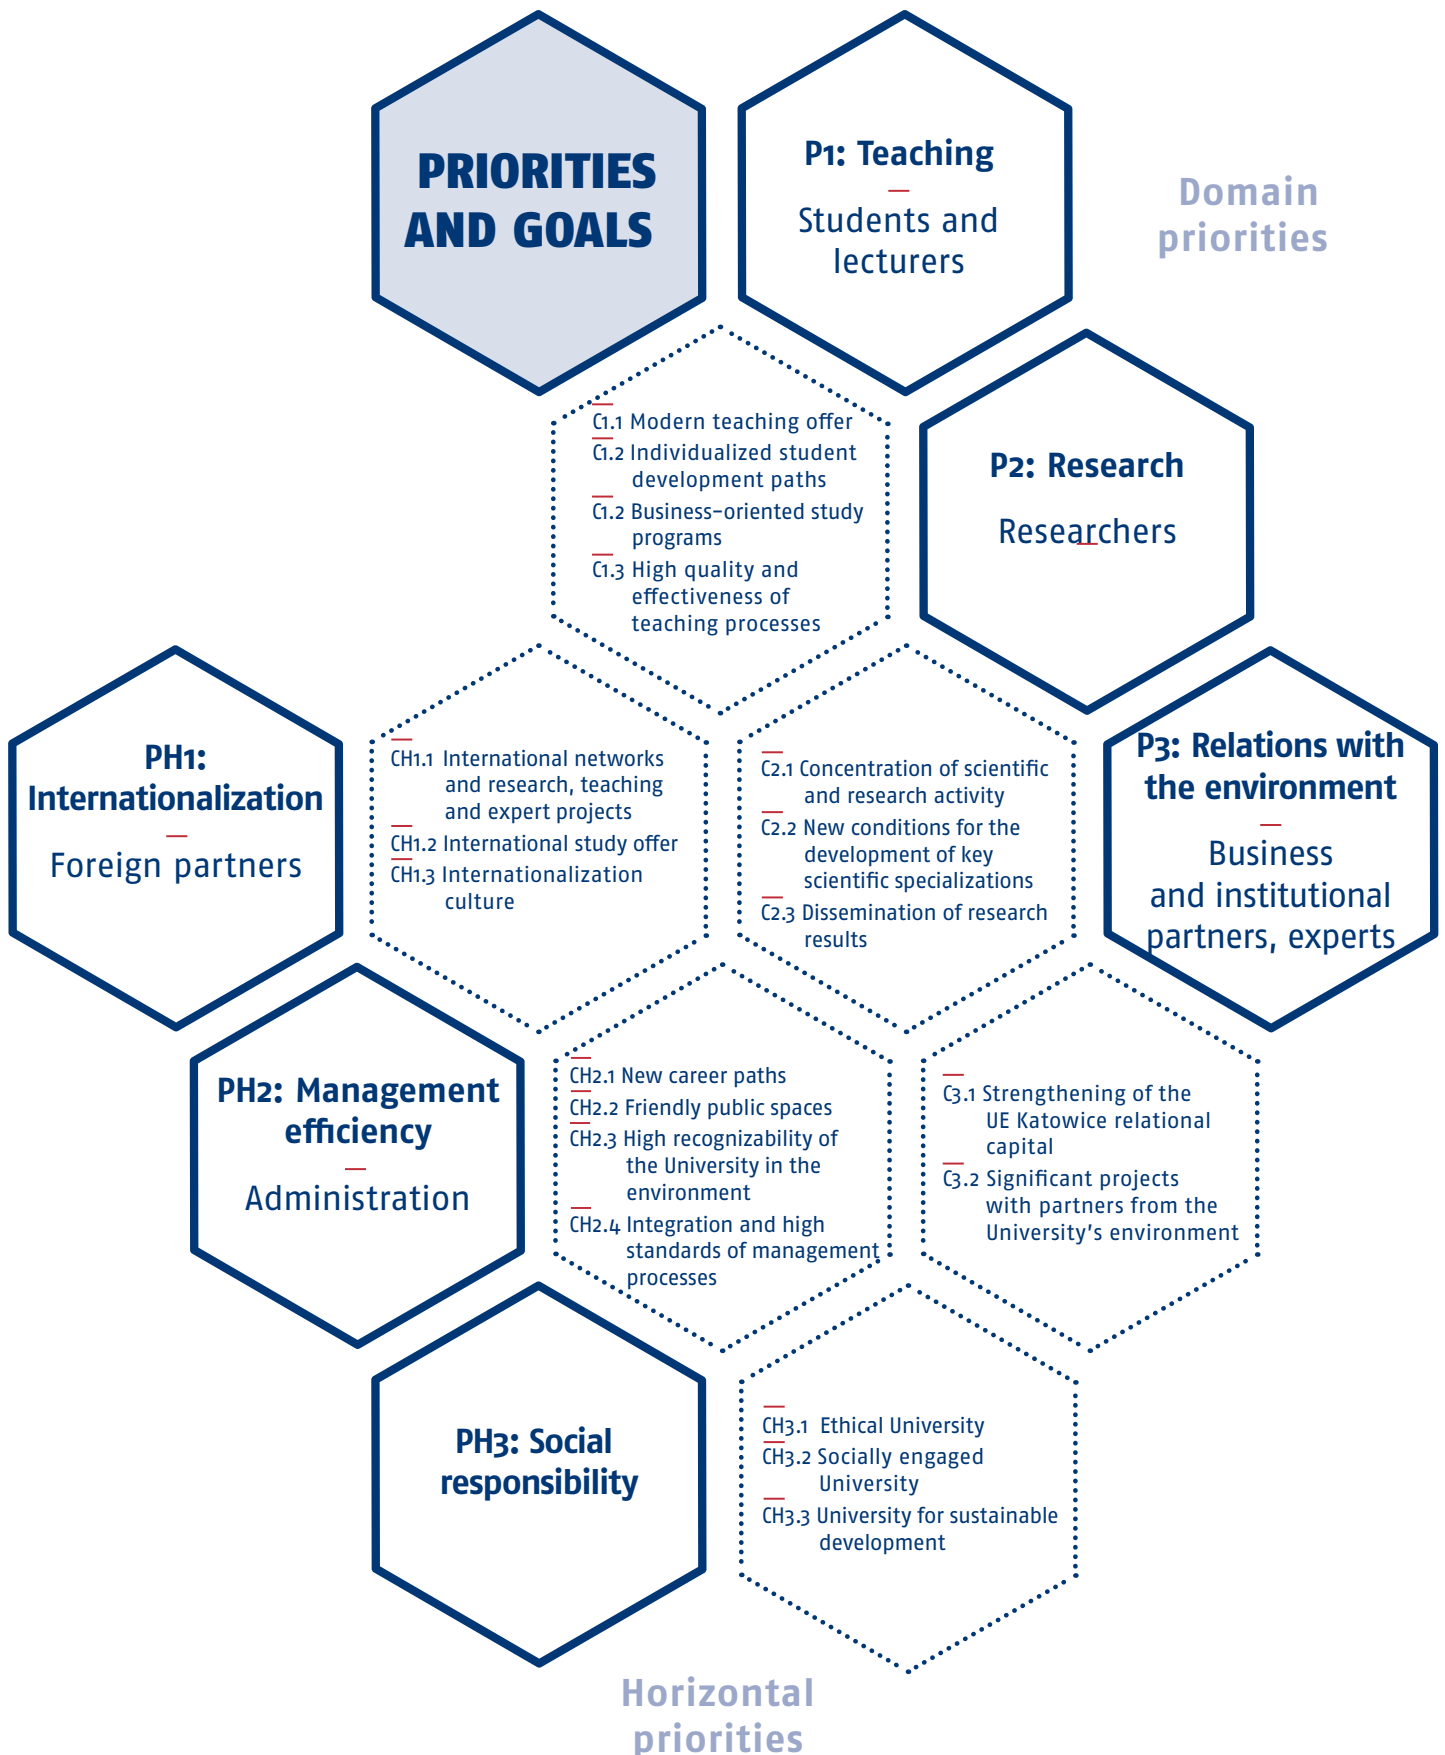 PRIORITIES
AND GOALS
P1: Teaching
Students and
lecturers
Domain
priorities
C1.1 Modern teaching offer
C1.2 Individualized student
development paths
C1.2 Business-oriented study
programs
C1.3 High quality and
effectiveness of
teaching processes
P2: Research
Researchers
PH1:
Internationalization
Foreign partners
CH1.1 International networks
and research, teaching
and expert projects
CH1.2 International study offer
CH1.3 Internationalization
culture
C2.1 Concentration of scientific
and research activity
C2.2 New conditions for the
development of key
scientific specializations
C2.3 Dissemination of research
results
P3: Relations with
the environment
Business
and institutional
partners, experts
PH2: Management
efficiency
Administration
CH2.1 New career paths
CH2.2 Friendly public spaces
CH2.3 High recognizability of
the University in the
environment
CH2.4 Integration and high
standards of management
processes
C3.1 Strengthening of the
UE Katowice relational
capital
C3.2 Significant projects
with partners from the
University's environment
PH3: Social
responsibility
CH3.1 Ethical University
CH3.2 Socially engaged
University
CH3.3 University for sustainable
development
Horizontal
priorities